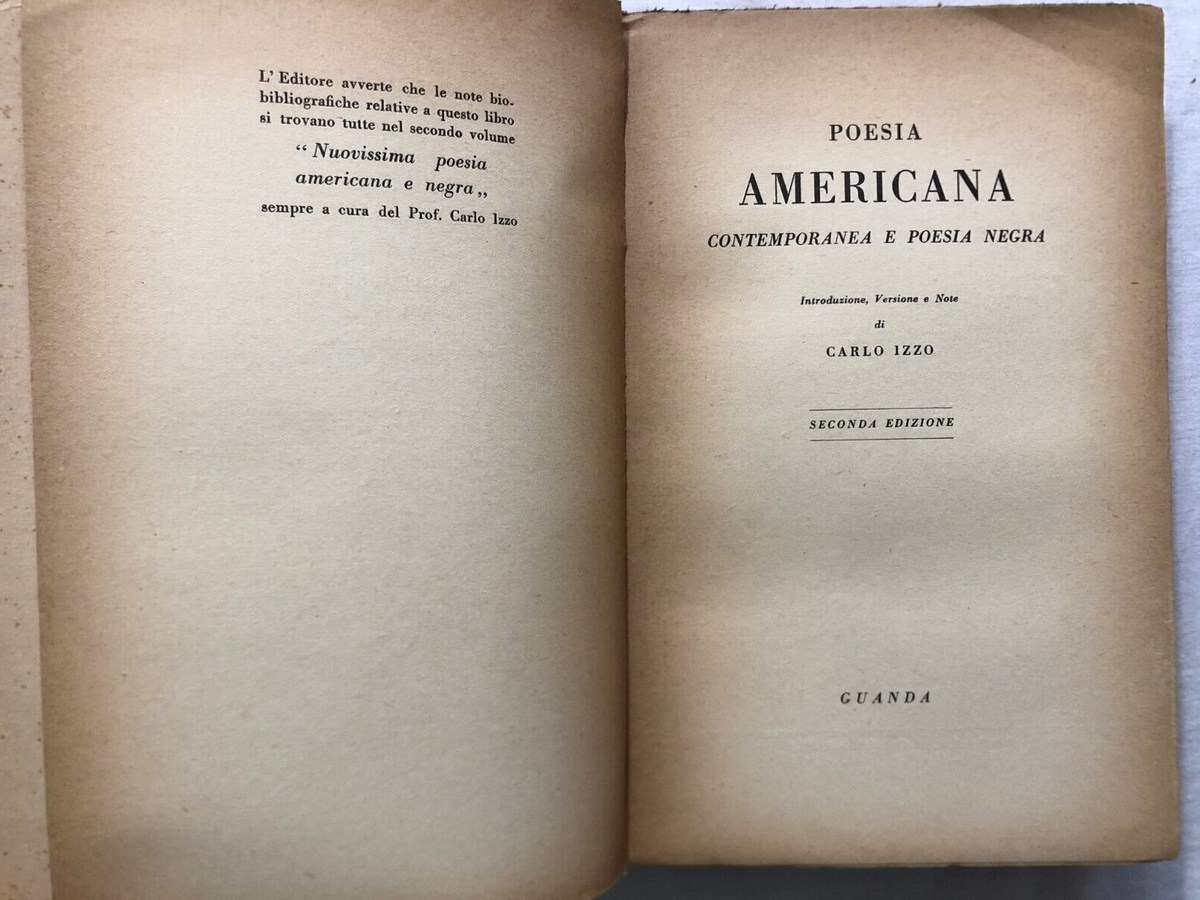 L' Editore avverte che le note bio-
bibliografiche relative a questo libro
si trovano tutte nel secondo volume
“ Nuovissima poesia
americana e negra „
sempre a cura del Prof. Carlo Izzo
POESIA
AMERICANA
CONTEMPORANEA E POESIA NEGRA
Introduzione, Versione e Note
di
CARLO IZZO
SECONDA EDIZIONE
GUANDA